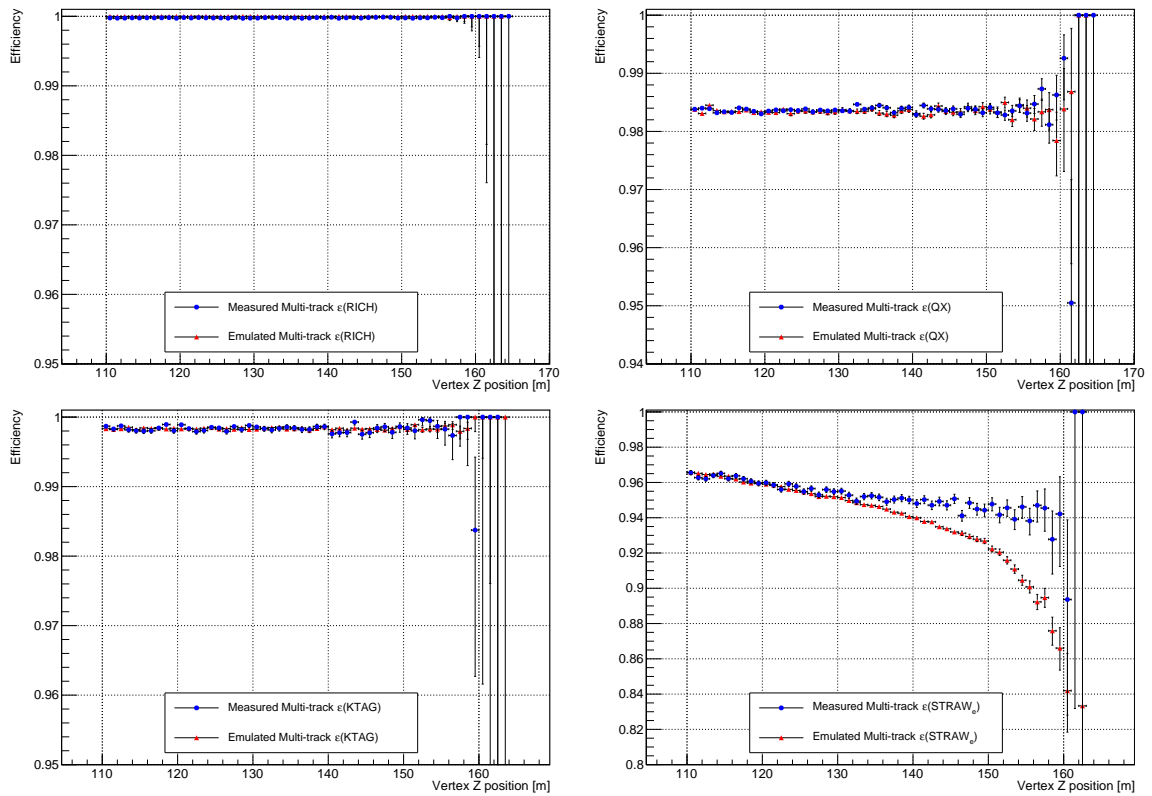 Efficiency
1
0.99
0.98
0.97
0.96
0.95
Measured Multi-track ε(RICH)
Emulated Multi-track ε(RICH)
110 120 130 140 150 160 170
Vertex Z position [m]
Efficiency
1
0.99
0.98
0.97
0.96
0.95
0.94
Measured Multi-track ε(QX)
Emulated Multi-track ε(QX)
110 120 130 140 150 160 170
Vertex Z position [m]
Efficiency
1
0.99
0.98
0.97
0.96
0.95
Measured Multi-track ε(KTAG)
Emulated Multi-track ε(KTAG)
110 120 130 140 150 160
Vertex Z position [m]
Efficiency
1
0.98
0.96
0.94
0.92
0.9
0.88
0.86
0.84
0.82
0.8
Measured Multi-track ε(STRAWₑ)
Emulated Multi-track ε(STRAWₑ)
110 120 130 140 150 160
Vertex Z position [m]